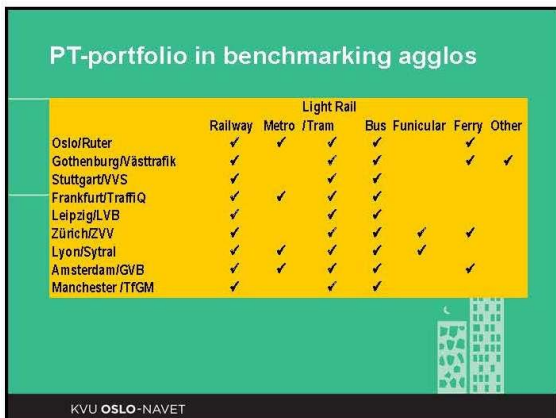 PT-portfolio in benchmarking agglos
Light Rail
Railway Metro /Tram Bus Funicular Ferry Other
Oslo/Ruter ✓ ✓ ✓ ✓ ✓
Gothenburg/Västtrafik ✓ ✓ ✓ ✓ ✓
Stuttgart/VVS ✓ ✓ ✓
Frankfurt/TraffiQ ✓ ✓ ✓ ✓
Leipzig/LVB ✓ ✓ ✓
Zürich/ZVV ✓ ✓ ✓ ✓ ✓
Lyon/Sytral ✓ ✓ ✓ ✓ ✓
Amsterdam/GVB ✓ ✓ ✓ ✓ ✓
Manchester /TfGM ✓ ✓ ✓
KVU OSLO-NAVET